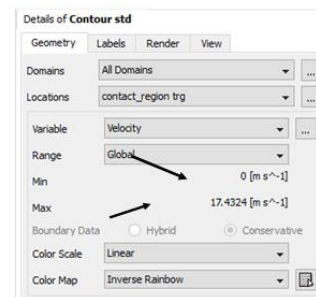 Details of Contour std
Geometry Labels Render View
Domains All Domains ...
Locations contact_region trg ...
Variable Velocity ...
Range Global
Min 0 [m s^-1]
Max 17.4324 [m s^-1]
Boundary Data Hybrid Conservative
Color Scale Linear
Color Map Inverse Rainbow